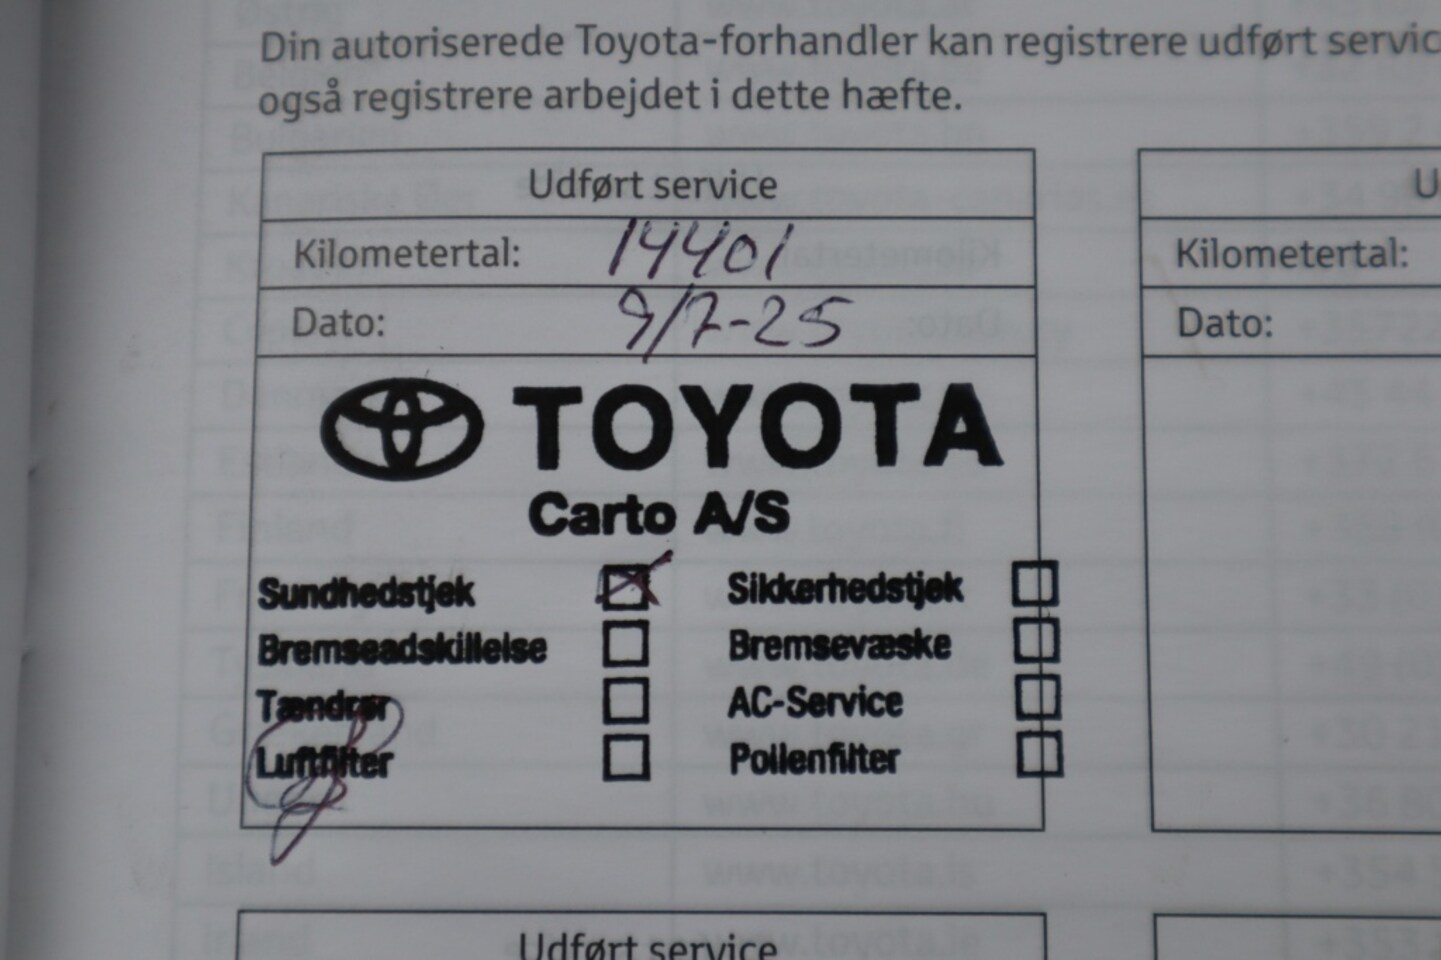 Din autoriserede Toyota-forhandler kan registrere udført servic
også registrere arbejdet i dette hæfte.
Udført service
Kilometertal: 14401
Dato: 9/7-25
TOYOTA
Carto A/S
Sundhedstjek Sikkerhedstjek
Bremseadskillelse Bremsevæske
Tændrør AC-Service
Luftfilter Pollenfilter
U
Kilometertal:
Dato:
Udført service